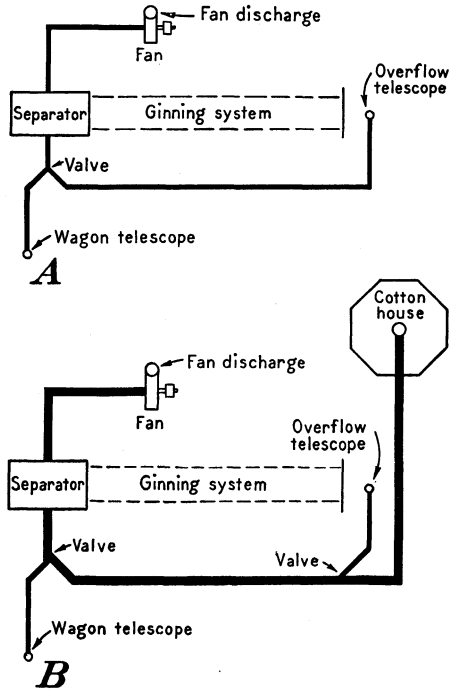 Fan discharge
Fan
Overflow
telescope
Separator
Ginning system
Valve
Wagon telescope
A
Cotton
house
Fan discharge
Fan
Overflow
telescope
Separator
Ginning system
Valve
Valve
Wagon telescope
B